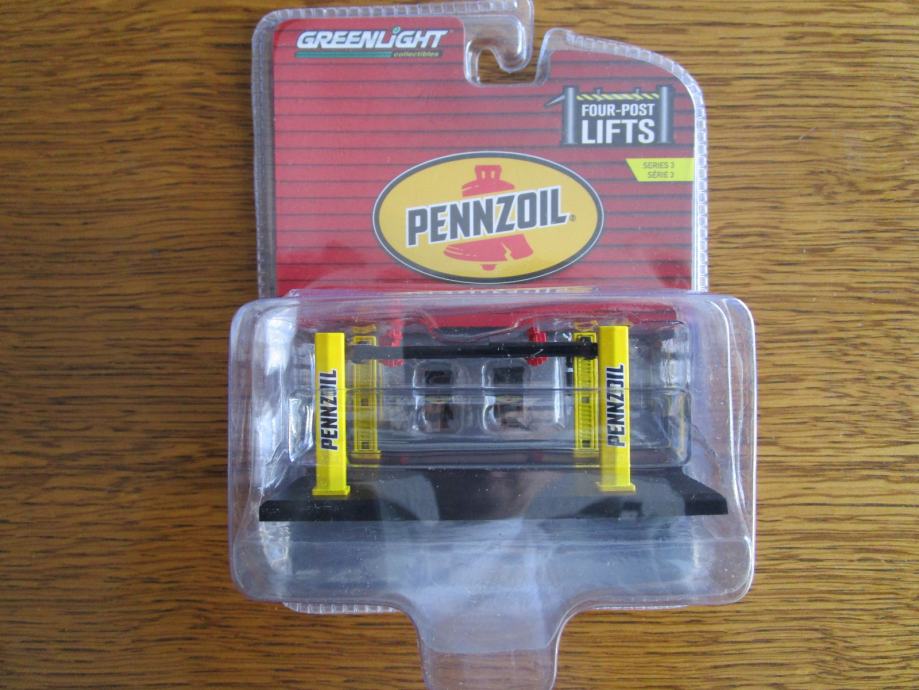 GREENLIGHT
collectibles
FOUR-POST
LIFTS
SERIES 3
SÉRIE 3
PENNZOIL®
PENNZOIL
PENNZOIL